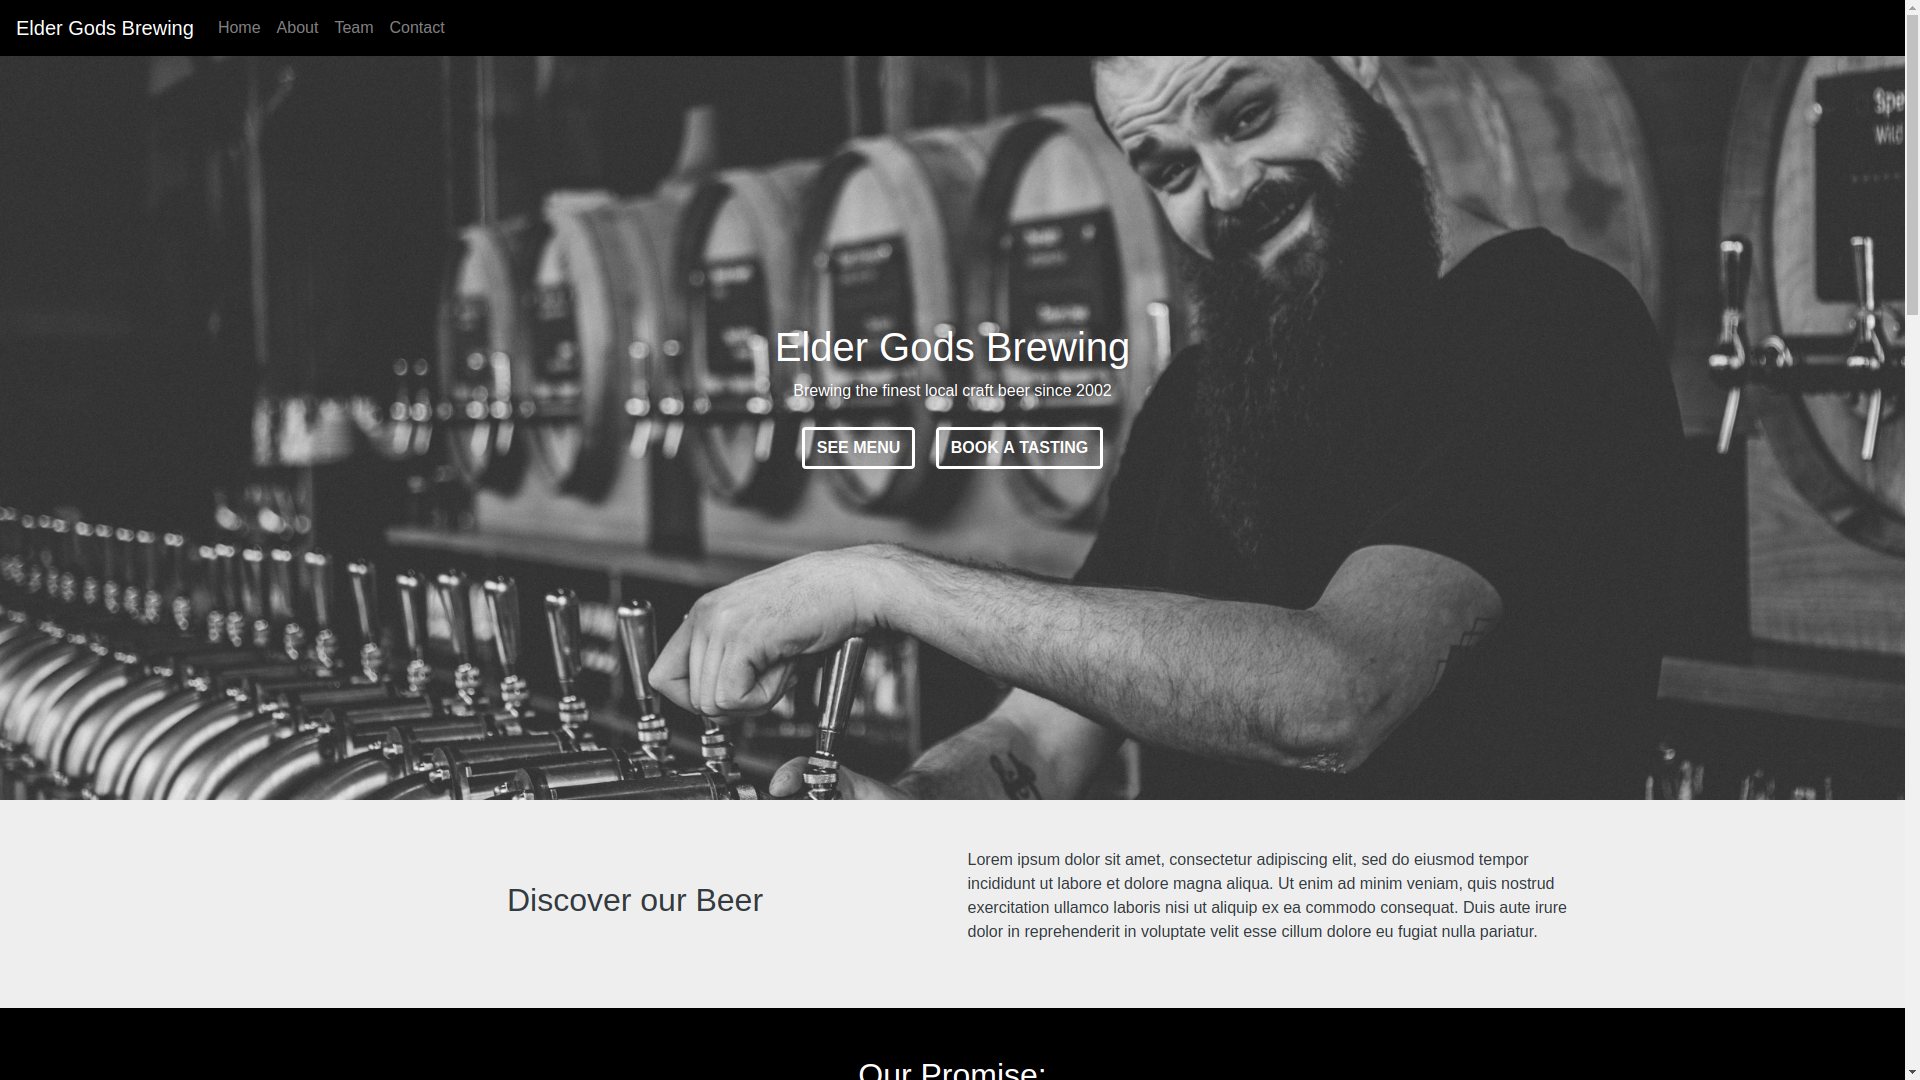 Elder Gods Brewing
Home
About
Team
Contact
Spe
Wild
Elder Gods Brewing
Brewing the finest local craft beer since 2002
SEE MENU
BOOK A TASTING
Discover our Beer
Lorem ipsum dolor sit amet, consectetur adipiscing elit, sed do eiusmod tempor
incididunt ut labore et dolore magna aliqua. Ut enim ad minim veniam, quis nostrud
exercitation ullamco laboris nisi ut aliquip ex ea commodo consequat. Duis aute irure
dolor in reprehenderit in voluptate velit esse cillum dolore eu fugiat nulla pariatur.
Our Promise: